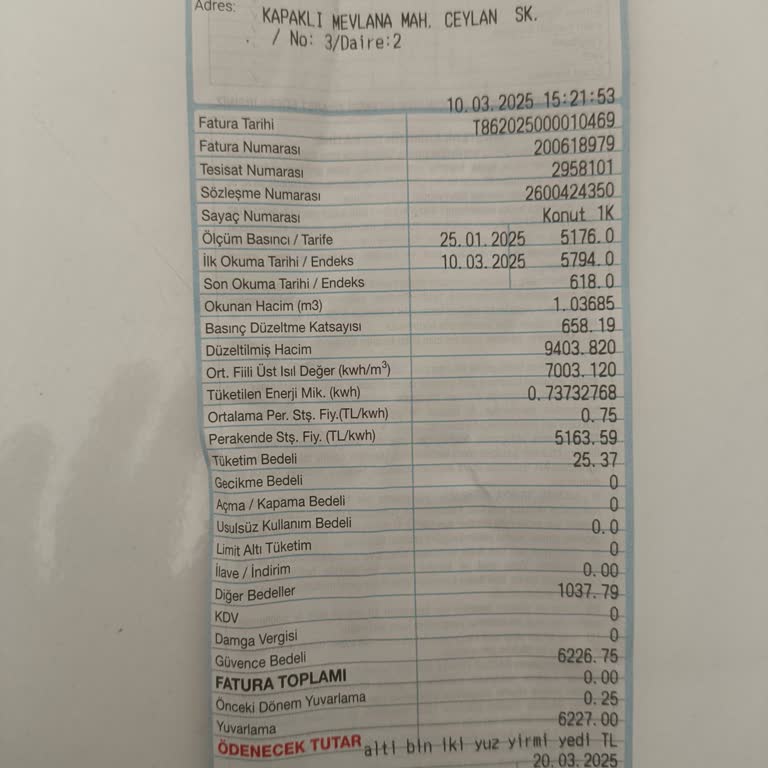 Adres:
KAPAKLI MEVLANA MAH. CEYLAN SK.
/ No: 3/Daire:2
10.03.2025 15:21:53
Fatura Tarihi T862025000010469
Fatura Numarası 200618979
Tesisat Numarası 2958101
Sözleşme Numarası 2600424350
Sayaç Numarası Konut 1K
Ölçüm Basıncı / Tarife 25.01.2025 5176.0
İlk Okuma Tarihi / Endeks 10.03.2025 5794.0
Son Okuma Tarihi / Endeks 618.0
Okunan Hacim (m3) 1.03685
Basınç Düzeltme Katsayısı 658.19
Düzeltilmiş Hacim 9403.820
Ort. Fiili Üst Isıl Değer (kwh/m³) 7003.120
Tüketilen Enerji Mik. (kwh) 0.73732768
Ortalama Per. Stş. Fiy.(TL/kwh) 0.75
Perakende Stş. Fiy. (TL/kwh) 5163.59
Tüketim Bedeli 25.37
Gecikme Bedeli 0
Açma / Kapama Bedeli 0
Usulsüz Kullanım Bedeli 0.0
Limit Altı Tüketim 0
İlave / İndirim 0.00
Diğer Bedeller 1037.79
KDV 0
Damga Vergisi 0
Güvence Bedeli 6226.75
FATURA TOPLAMI 0.00
Önceki Dönem Yuvarlama 0.25
Yuvarlama 6227.00
ÖDENECEK TUTAR altı bin iki yuz yirmi yedi TL
20.03.2025